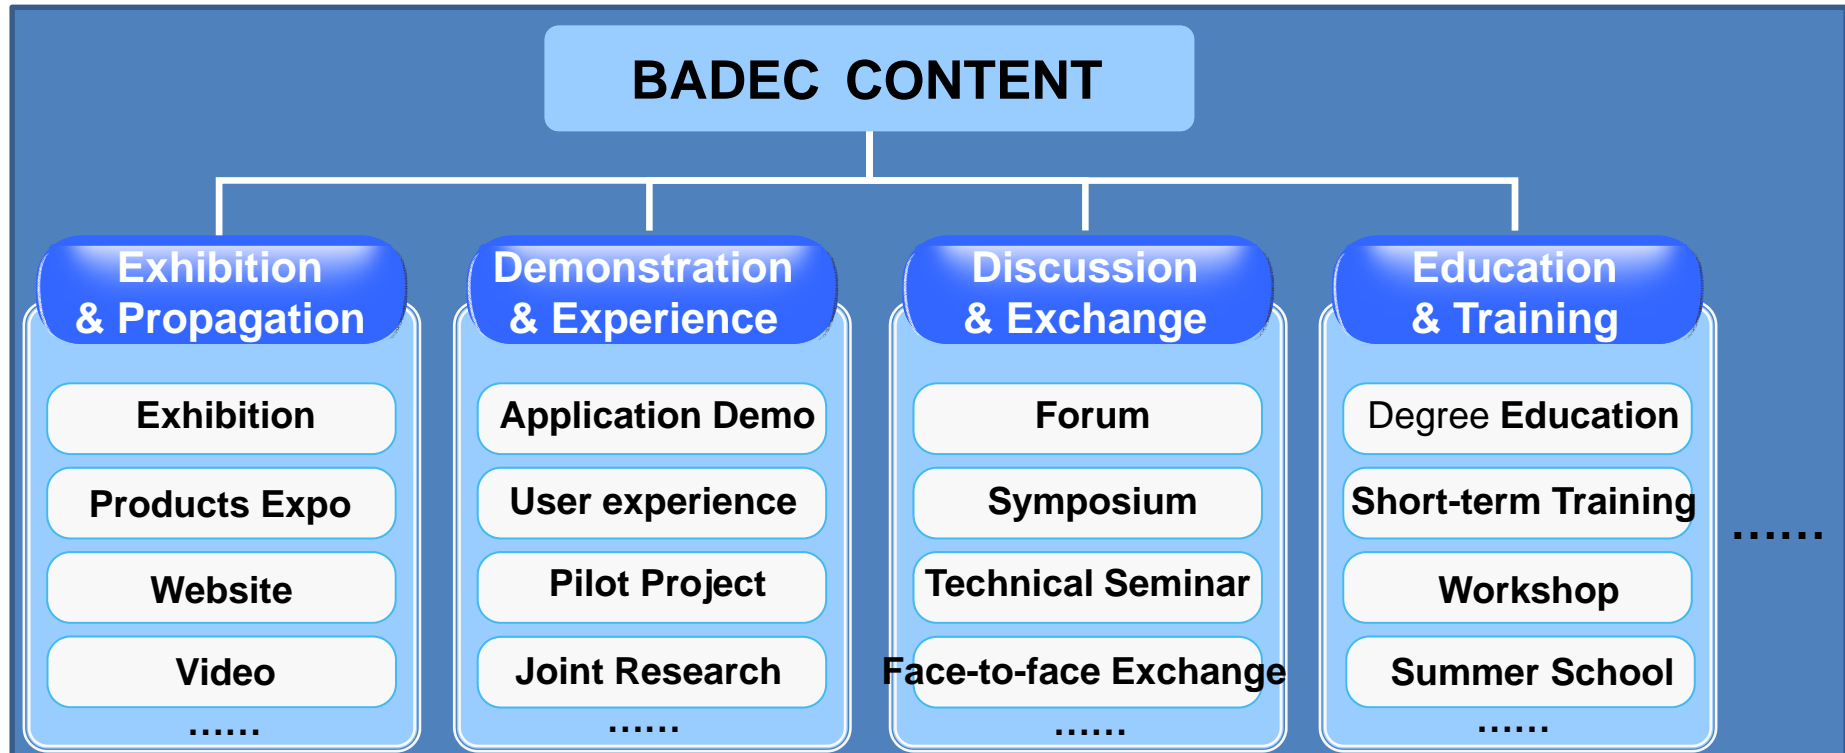 BADEC CONTENT
Exhibition
& Propagation
Exhibition
Products Expo
Website
Video
......
Demonstration
& Experience
Application Demo
User experience
Pilot Project
Joint Research
......
Discussion
& Exchange
Forum
Symposium
Technical Seminar
Face-to-face Exchange
......
Education
& Training
Degree Education
Short-term Training
Workshop
Summer School
......
......